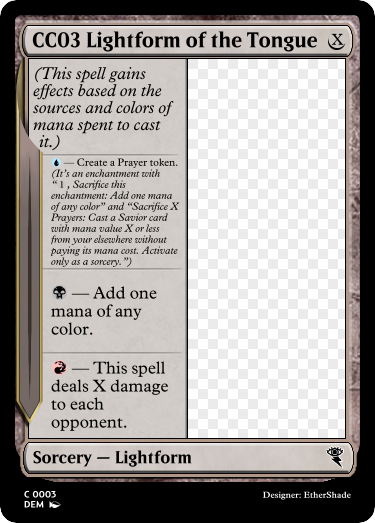 CC03 Lightform of the Tongue X
(This spell gains
effects based on the
sources and colors of
mana spent to cast
it.)
— Create a Prayer token.
(It's an enchantment with
“ 1 , Sacrifice this
enchantment: Add one mana
of any color” and “Sacrifice X
Prayers: Cast a Savior card
with mana value X or less
from your elsewhere without
paying its mana cost. Activate
only as a sorcery.”)
— Add one
mana of any
color.
— This spell
deals X damage
to each
opponent.
Sorcery — Lightform
C 0003
DEM
Designer: EtherShade